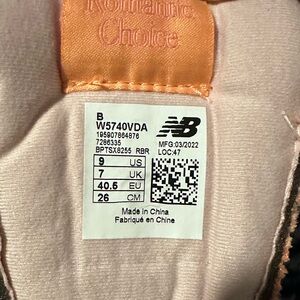 Romantic
Choice
B
W5740VDA
195907864876
7286335
BPTSX8255 RBR
NB
MFG:03/2022
LOC:47
9 US
7 UK
40.5 EU
26 CM
Made in China
Fabriqué en Chine